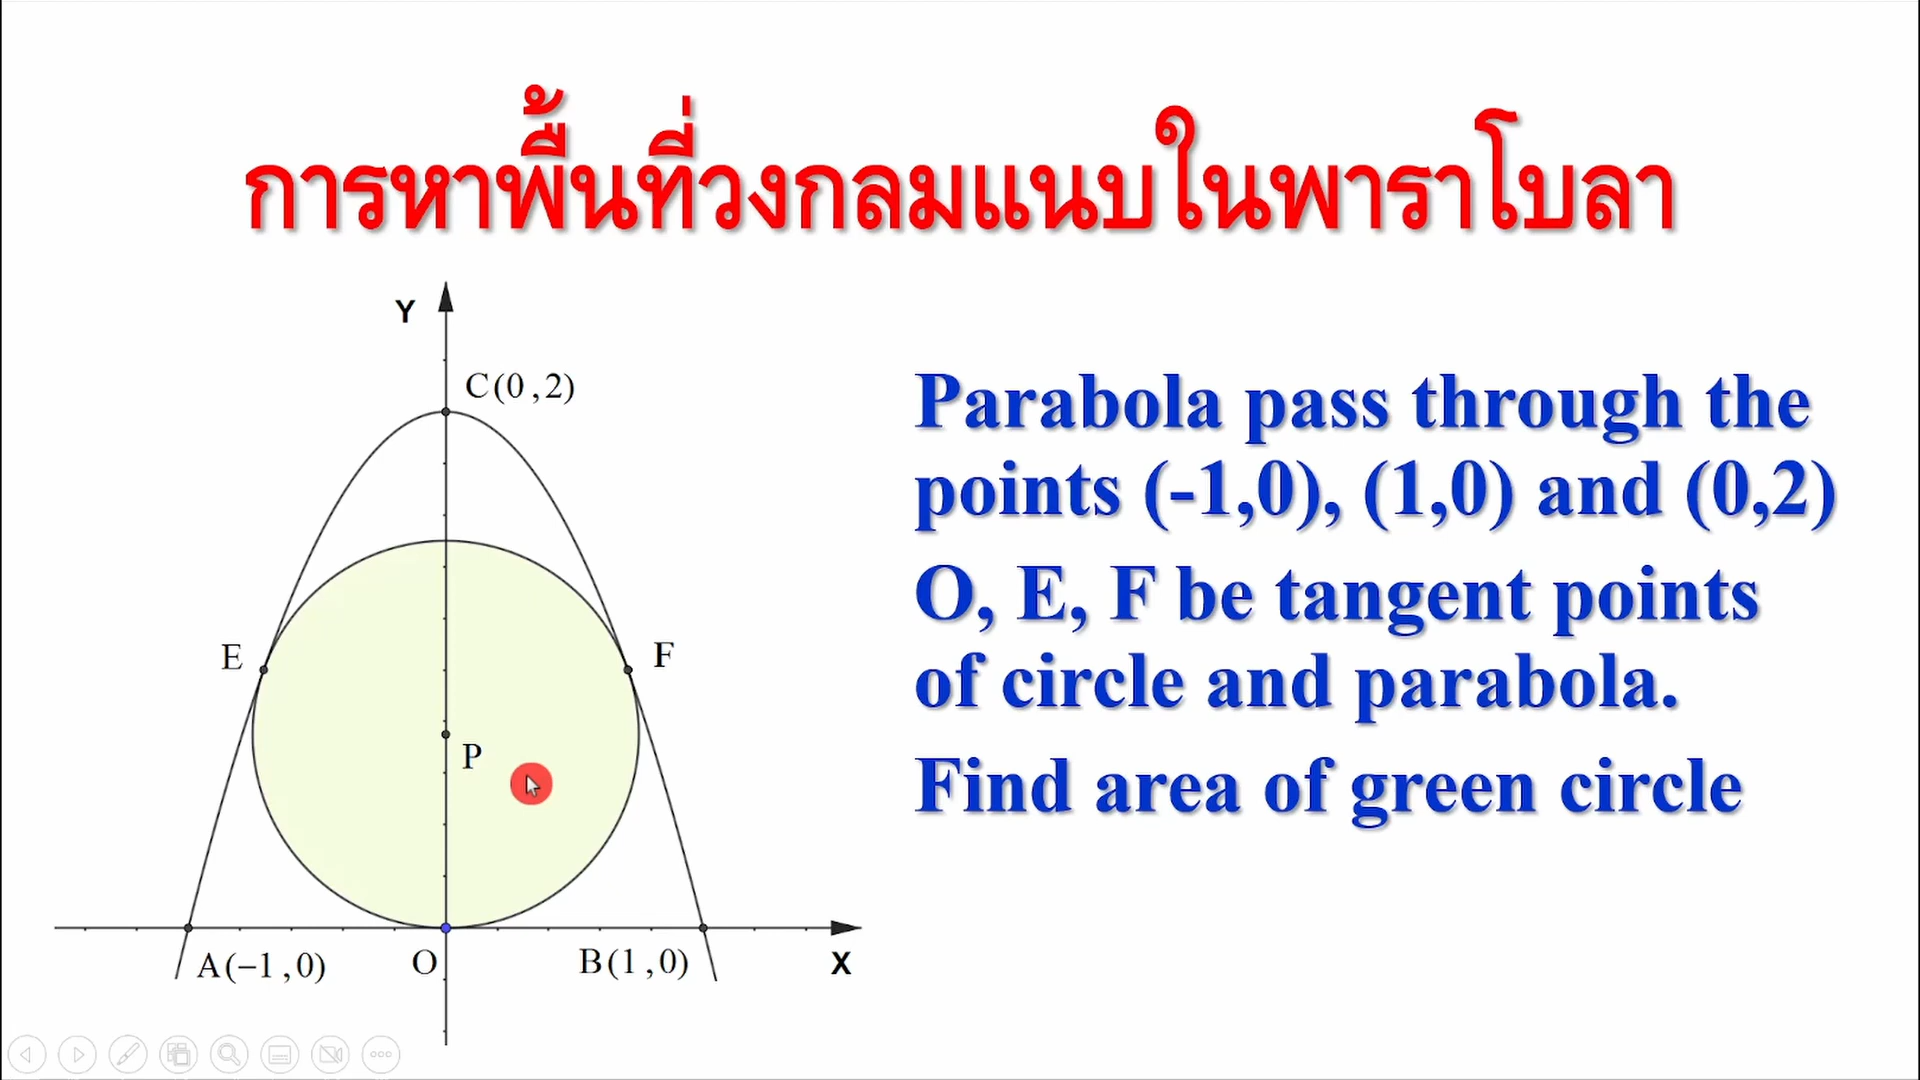 การหาพื้นที่วงกลมแนบในพาราโบลา
Y
C(0,2)
E
F
P
A(−1,0)
O
B(1,0)
X
Parabola pass through the
points (-1,0), (1,0) and (0,2)
O, E, F be tangent points
of circle and parabola.
Find area of green circle